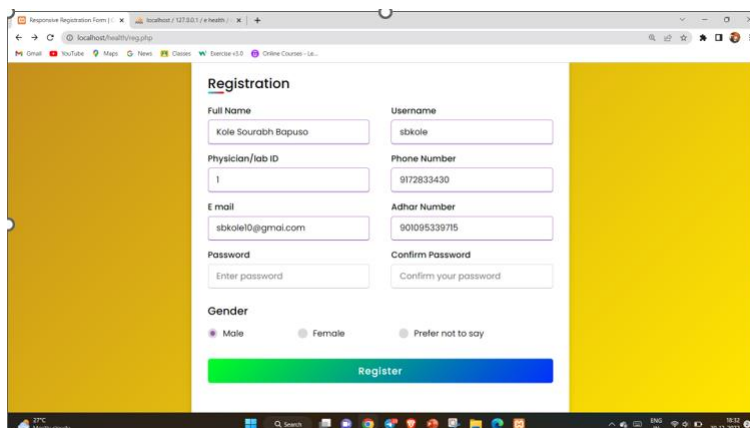 Responsive Registration Form | localhost / 127.0.0.1 / e health /
localhost/health/reg.php
Gmail YouTube Maps News Classes Exercise v3.0 Online Courses - Le...
Registration
Full Name Username
Kole Sourabh Bapuso sbkole
Physician/lab ID Phone Number
1 9172833430
E mail Adhar Number
sbkole10@gmai.com 901095339715
Password Confirm Password
Enter password Confirm your password
Gender
Male Female Prefer not to say
Register
27°C Search ENG 18:32